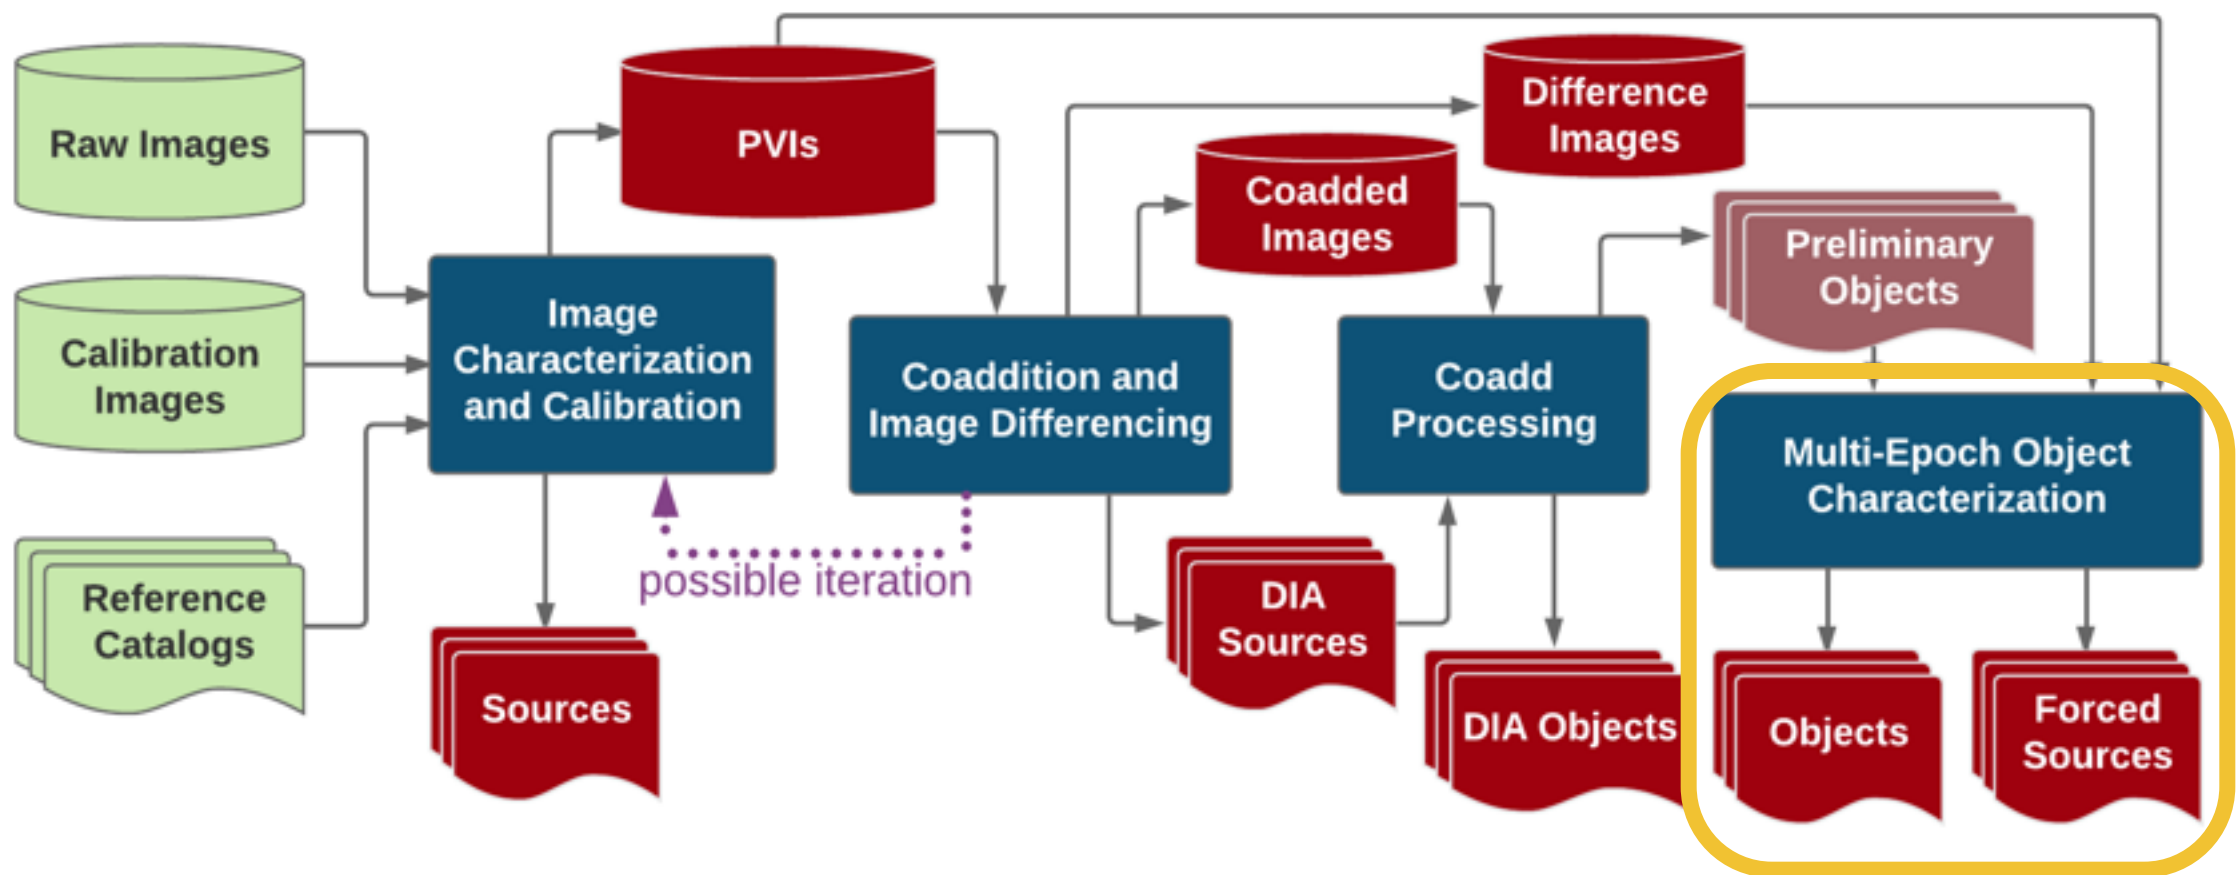 Raw Images
Calibration
Images
Reference
Catalogs
Image
Characterization
and Calibration
Sources
PVIs
possible iteration
Coaddition and
Image Differencing
Difference
Images
Coadded
Images
DIA
Sources
Coadd
Processing
DIA Objects
Preliminary
Objects
Multi-Epoch Object
Characterization
Objects
Forced
Sources